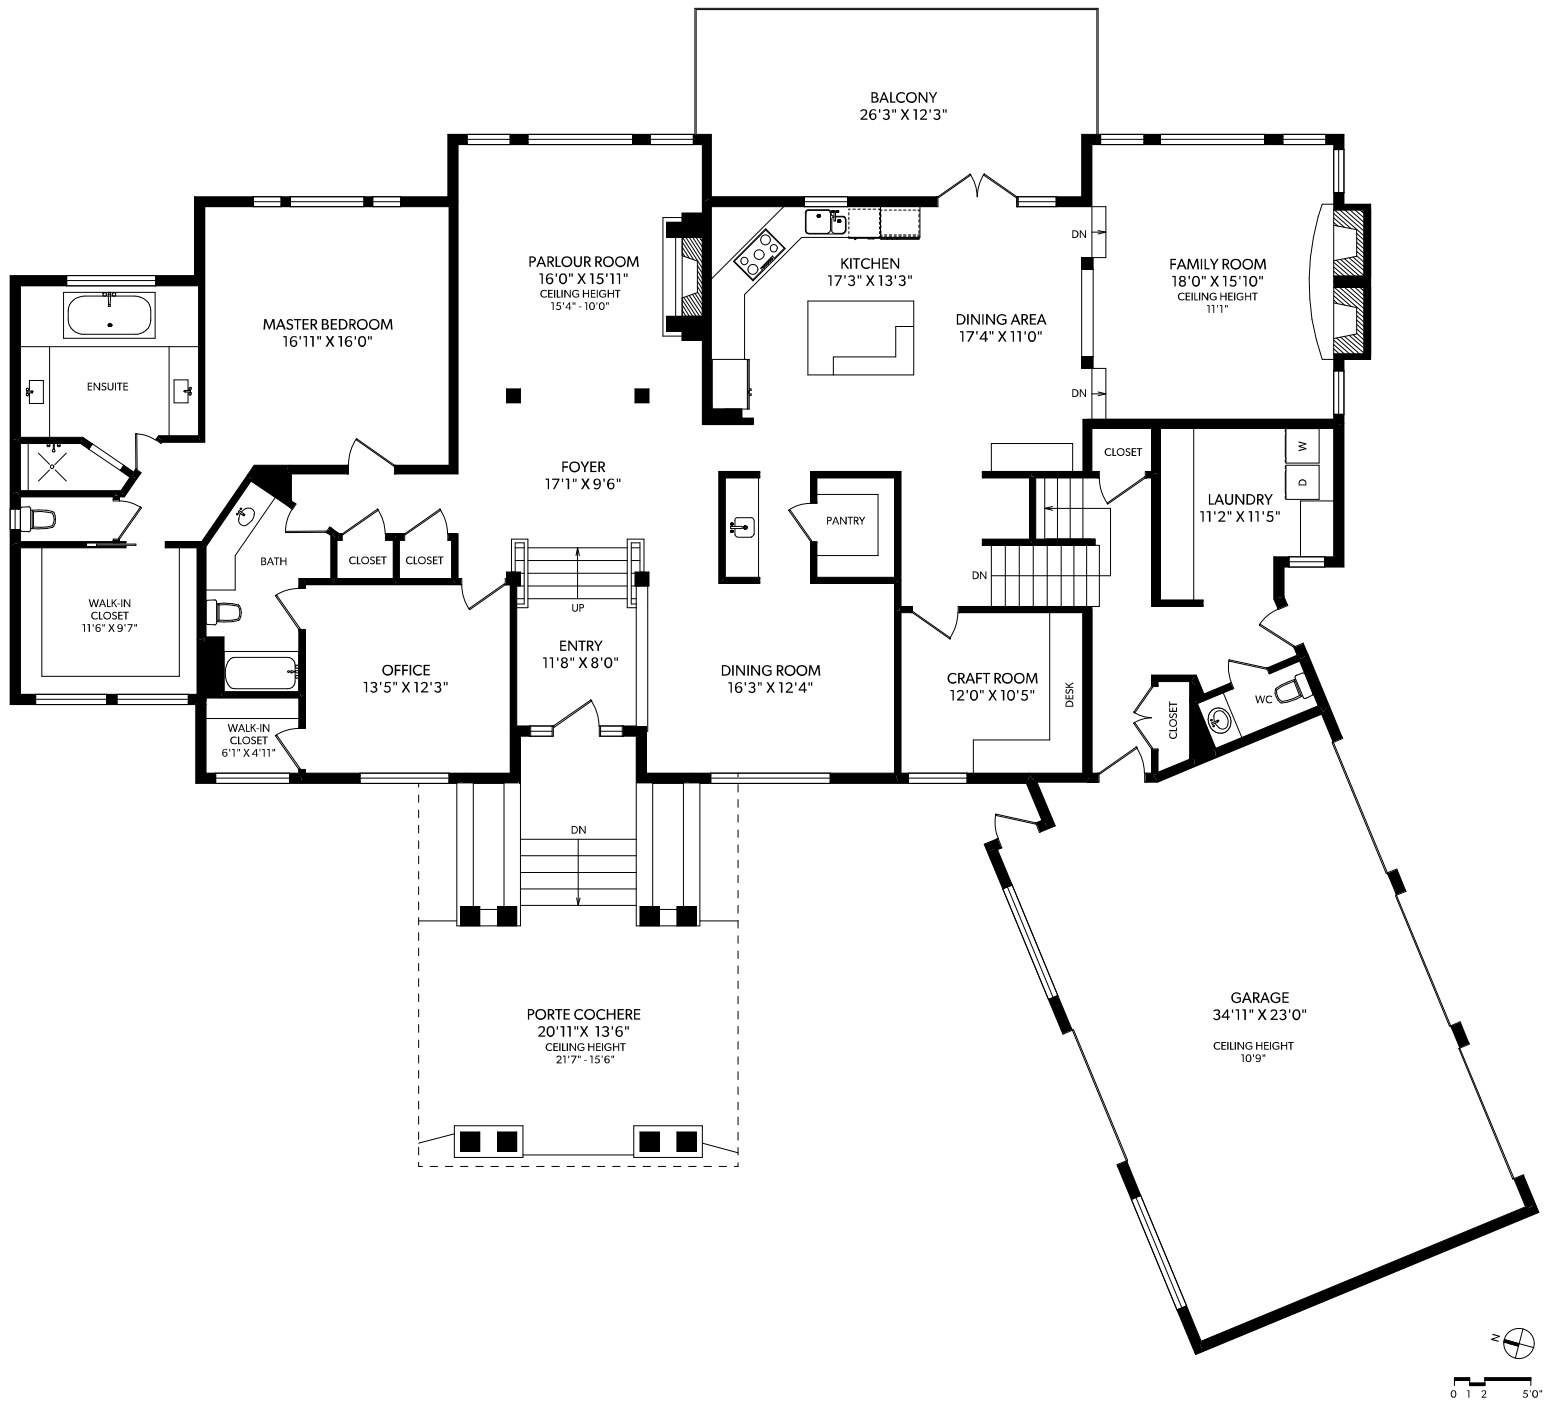 BALCONY
26'3" X 12'3"
PARLOUR ROOM
16'0" X 15'11"
CEILING HEIGHT
15'4" - 10'0"
KITCHEN
17'3" X 13'3"
DN
FAMILY ROOM
18'0" X 15'10"
CEILING HEIGHT
11'1"
MASTER BEDROOM
16'11" X 16'0"
DINING AREA
17'4" X 11'0"
ENSUITE
DN
FOYER
17'1" X 9'6"
CLOSET
W
D
LAUNDRY
11'2" X 11'5"
PANTRY
BATH
CLOSET
CLOSET
DN
WALK-IN
CLOSET
11'6" X 9'7"
UP
ENTRY
11'8" X 8'0"
OFFICE
13'5" X 12'3"
DINING ROOM
16'3" X 12'4"
CRAFT ROOM
12'0" X 10'5"
DESK
WC
CLOSET
WALK-IN
CLOSET
6'1" X 4'11"
DN
PORTE COCHERE
20'11"X 13'6"
CEILING HEIGHT
21'7" - 15'6"
GARAGE
34'11" X 23'0"
CEILING HEIGHT
10'9"
N
0 1 2 5'0"